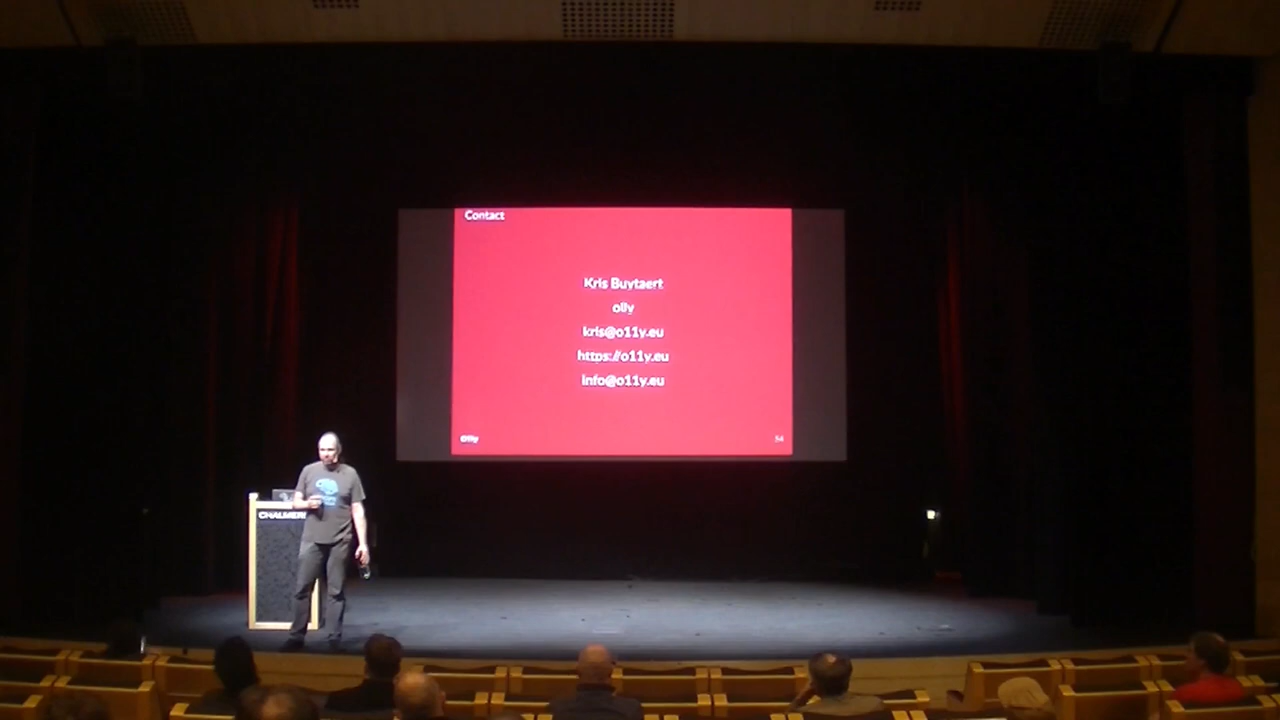 Contact
Kris Buytaert
olly
kris@o11y.eu
https://o11y.eu
info@o11y.eu
Olly
54
CHALMERS